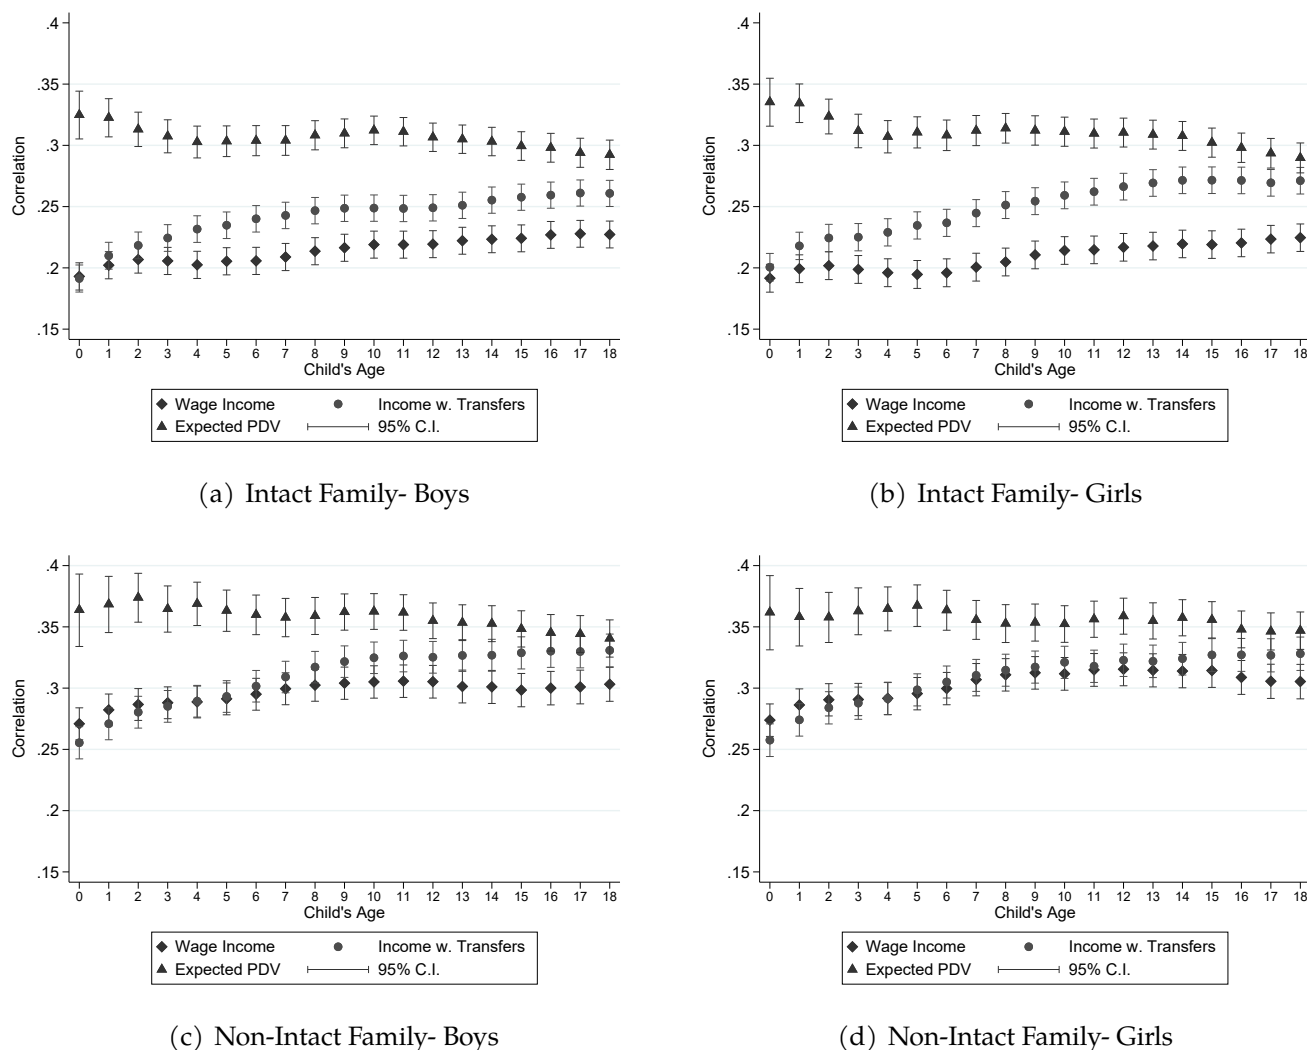 .4
.35
.3
.25
.2
.15
Correlation
0 1 2 3 4 5 6 7 8 9 10 11 12 13 14 15 16 17 18
Child's Age
Wage Income Income w. Transfers
Expected PDV 95% C.I.
(a) Intact Family- Boys
.4
.35
.3
.25
.2
.15
Correlation
0 1 2 3 4 5 6 7 8 9 10 11 12 13 14 15 16 17 18
Child's Age
Wage Income Income w. Transfers
Expected PDV 95% C.I.
(b) Intact Family- Girls
.4
.35
.3
.25
.2
.15
Correlation
0 1 2 3 4 5 6 7 8 9 10 11 12 13 14 15 16 17 18
Child's Age
Wage Income Income w. Transfers
Expected PDV 95% C.I.
(c) Non-Intact Family- Boys
.4
.35
.3
.25
.2
.15
Correlation
0 1 2 3 4 5 6 7 8 9 10 11 12 13 14 15 16 17 18
Child's Age
Wage Income Income w. Transfers
Expected PDV 95% C.I.
(d) Non-Intact Family- Girls